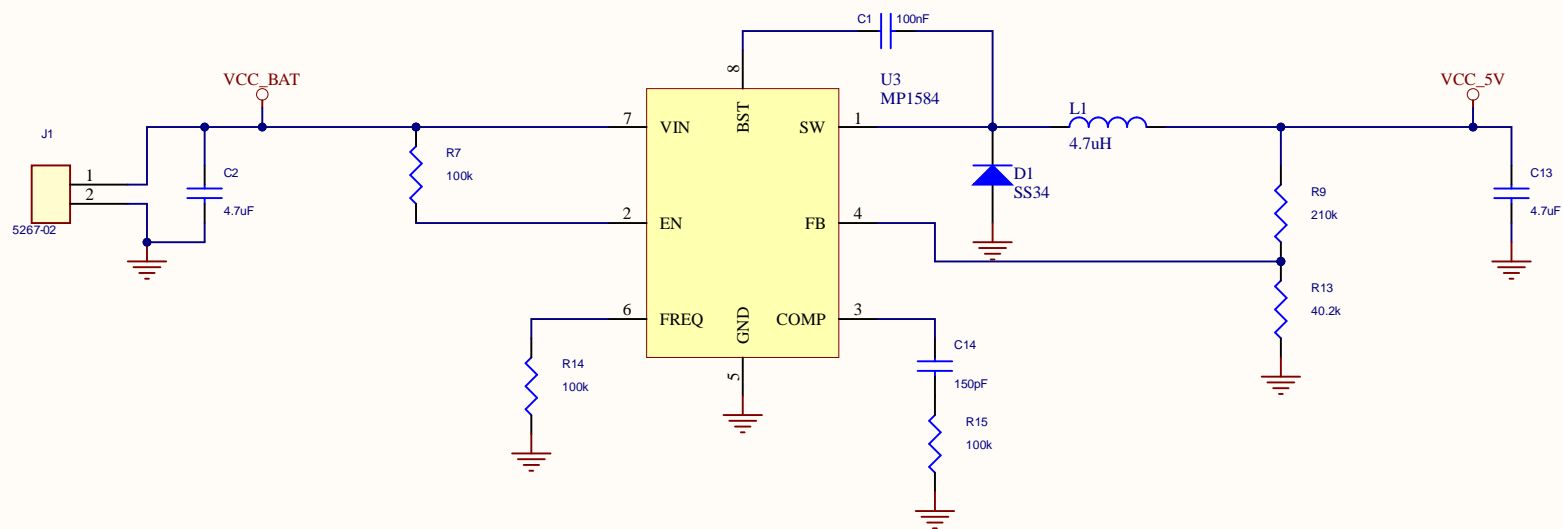 C1 100nF
8
VCC_BAT
U3
MP1584
VCC_5V
J1
BST
L1
7 VIN
SW 1
4.7uH
R7
100k
C2
4.7uF
1
2
D1
SS34
C13
4.7uF
R9
210k
5267-02
2 EN
FB 4
R13
40.2k
6 FREQ
GND
COMP 3
C14
150pF
R14
100k
5
R15
100k